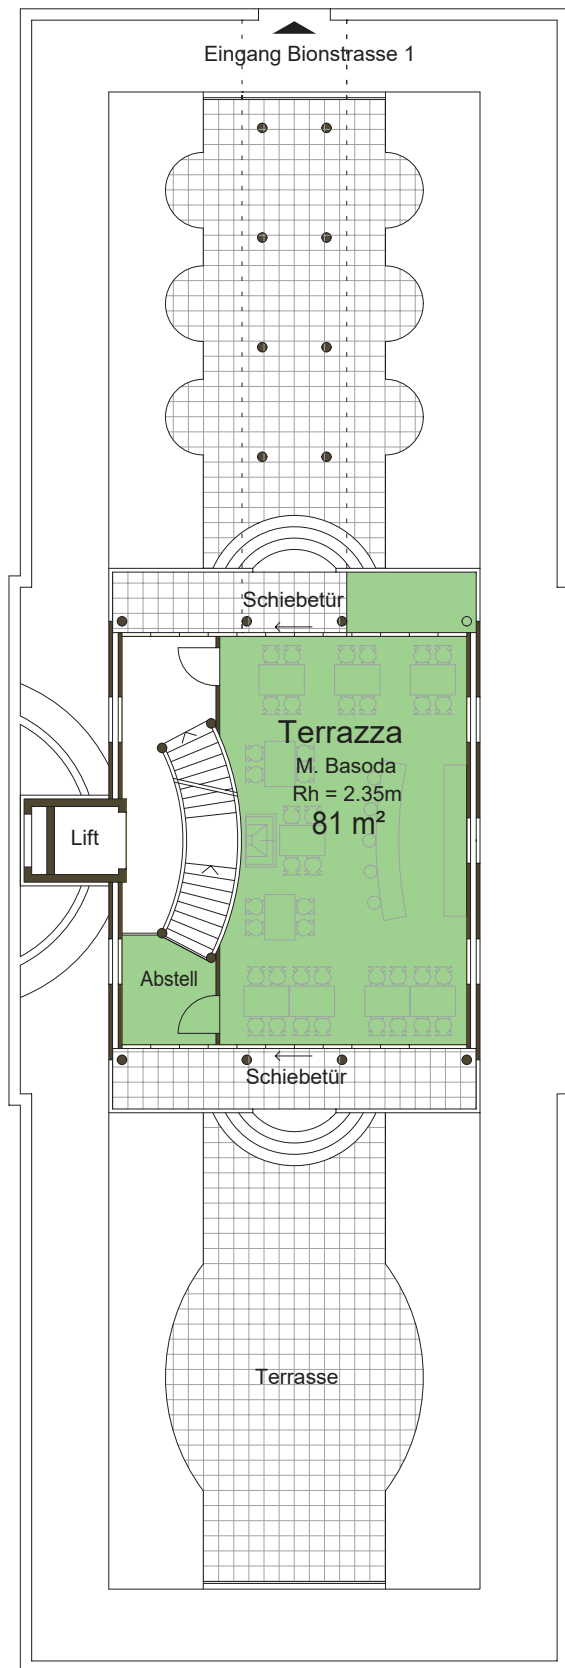 Eingang Bionstrasse 1
Schiebetür
Terrazza
M. Basoda
Rh = 2.35m
81 m²
Lift
Abstell
Schiebetür
Terrasse